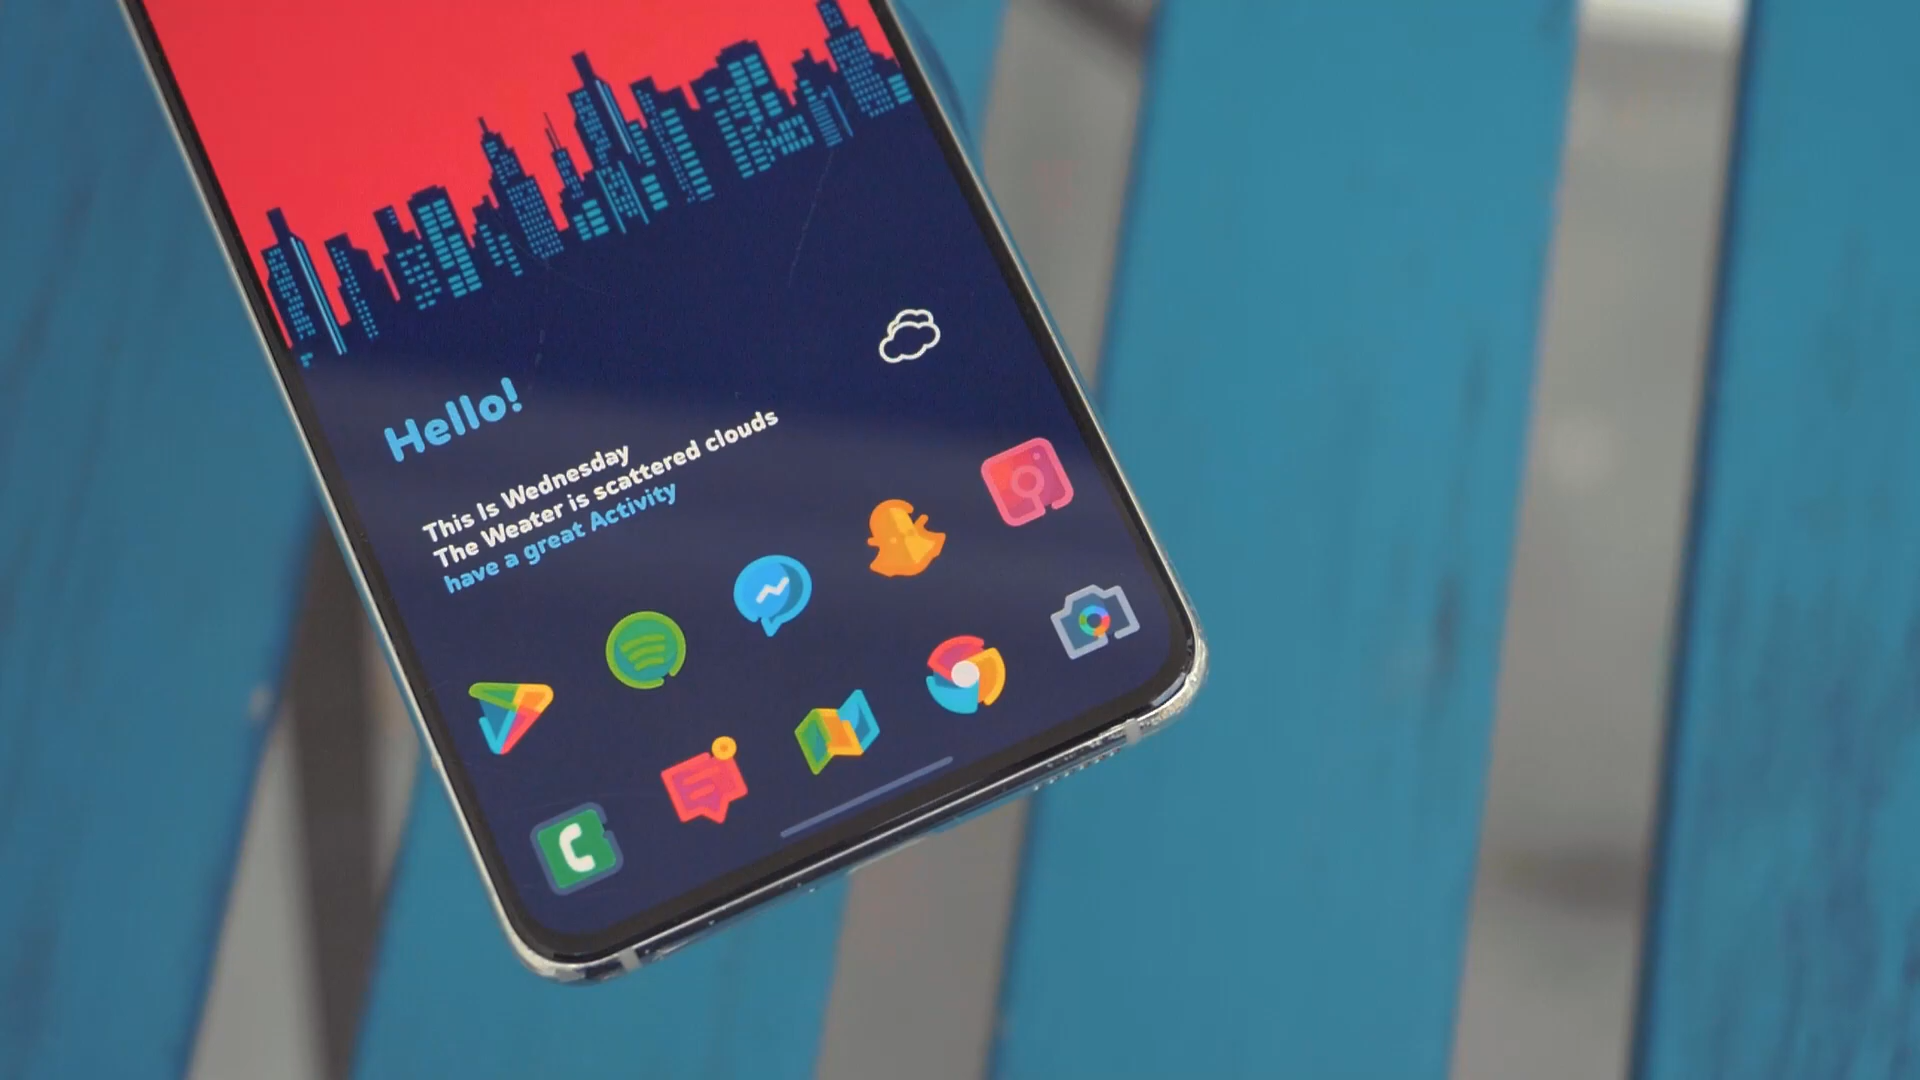 Hello!
This Is Wednesday
The Weater is scattered clouds
have a great Activity